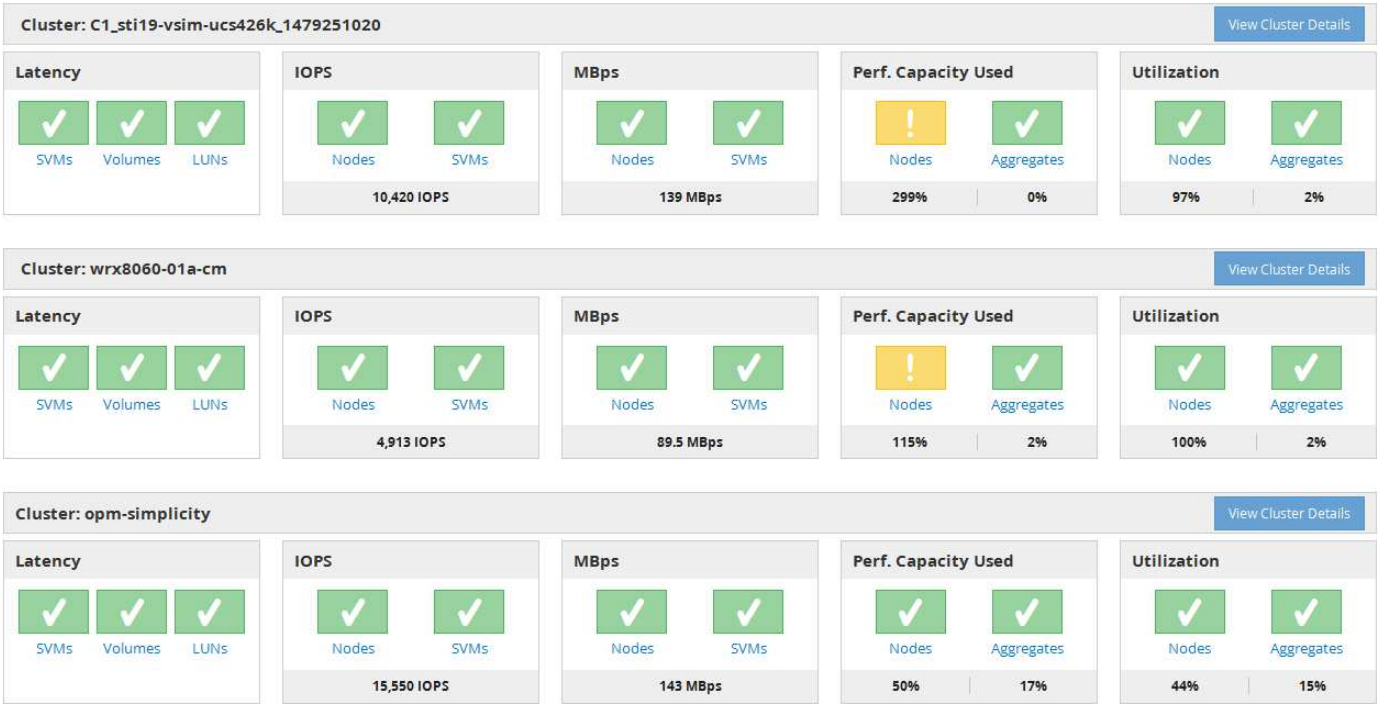 Cluster: C1_sti19-vsim-ucs426k_1479251020 View Cluster Details
Latency IOPS MBps Perf. Capacity Used Utilization
! 
SVMs Volumes LUNs Nodes SVMs Nodes SVMs Nodes Aggregates Nodes Aggregates
10,420 IOPS 139 MBps 299% 0% 97% 2%
Cluster: wrx8060-01a-cm View Cluster Details
Latency IOPS MBps Perf. Capacity Used Utilization
!
SVMs Volumes LUNs Nodes SVMs Nodes SVMs Nodes Aggregates Nodes Aggregates
4,913 IOPS 89.5 MBps 115% 2% 100% 2%
Cluster: opm-simplicity View Cluster Details
Latency IOPS MBps Perf. Capacity Used Utilization
SVMs Volumes LUNs Nodes SVMs Nodes SVMs Nodes Aggregates Nodes Aggregates
15,550 IOPS 143 MBps 50% 17% 44% 15%